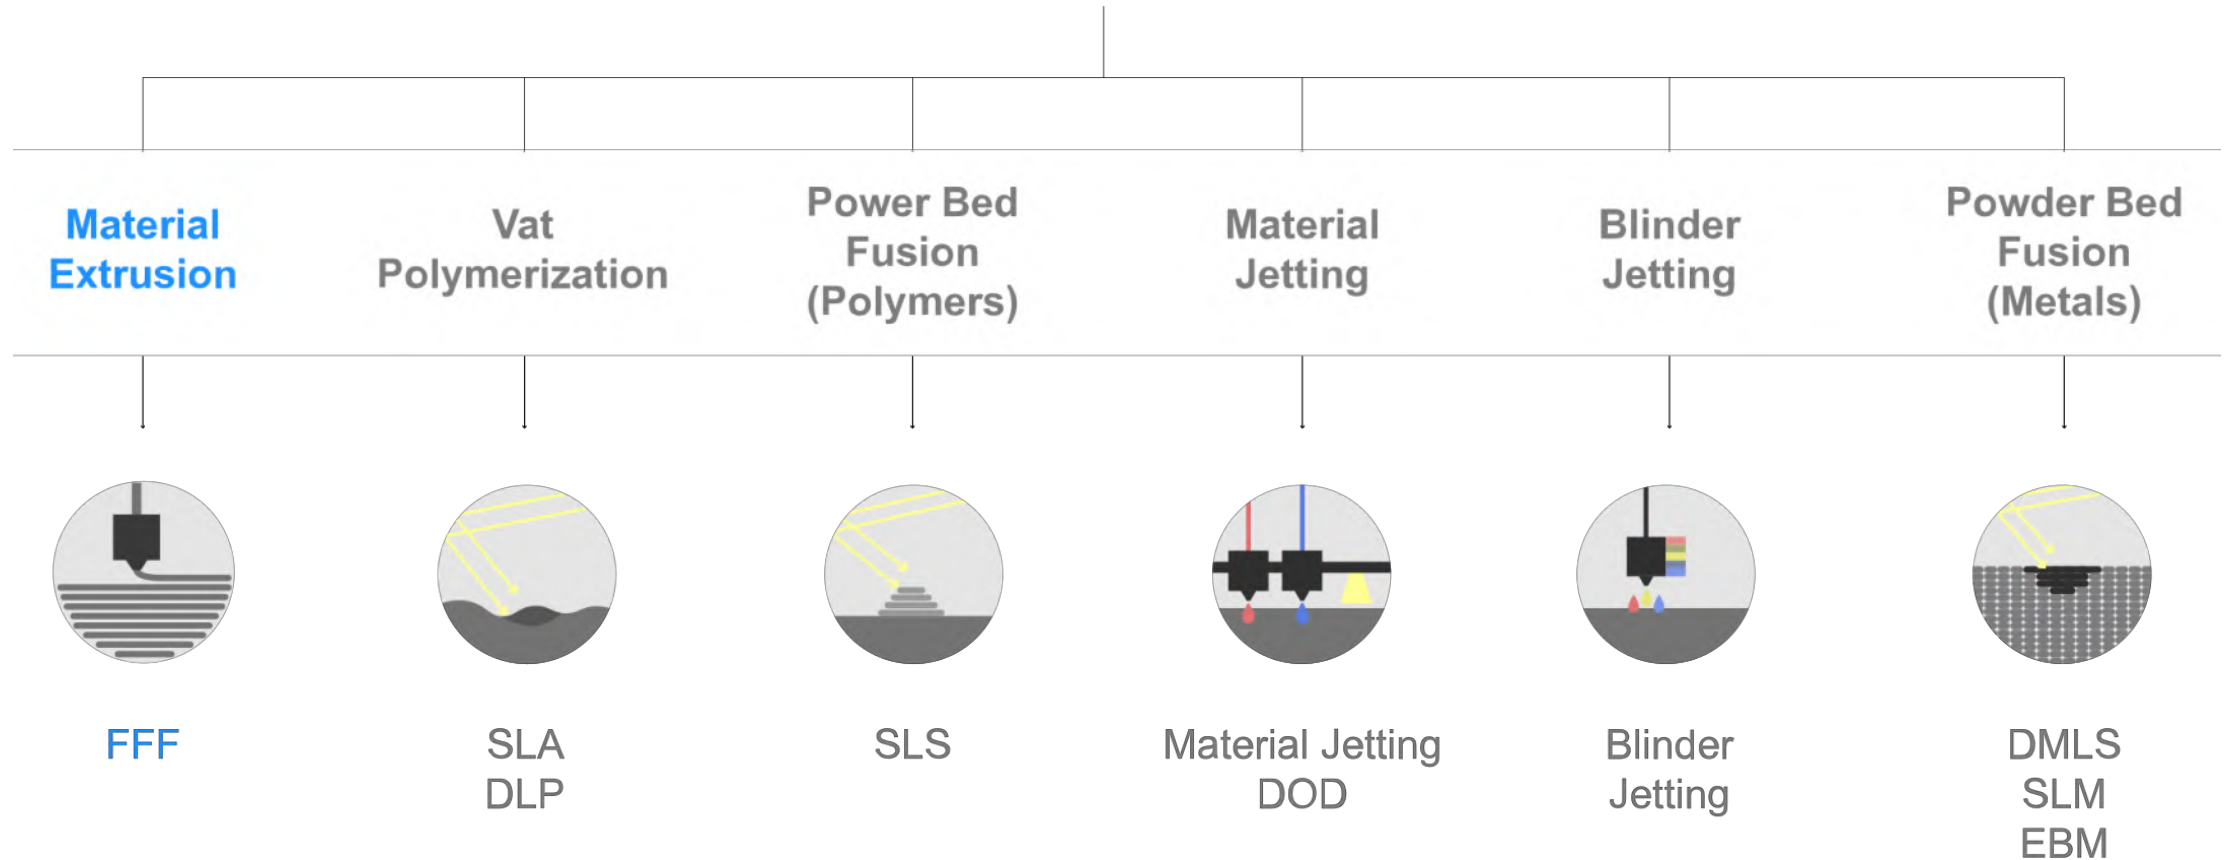 Material
Extrusion
Vat
Polymerization
Power Bed
Fusion
(Polymers)
Material
Jetting
Blinder
Jetting
Powder Bed
Fusion
(Metals)
FFF
SLA
DLP
SLS
Material Jetting
DOD
Blinder
Jetting
DMLS
SLM
EBM